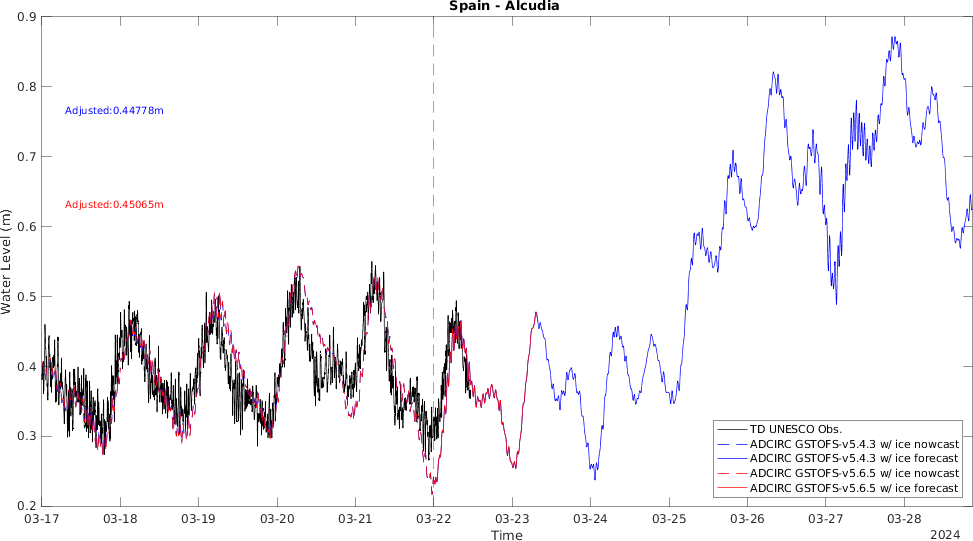 Spain - Alcudia
0.9
0.8
0.7
0.6
0.5
0.4
0.3
0.2
Water Level (m)
Adjusted:0.44778m
Adjusted:0.45065m
TD UNESCO Obs.
ADCIRC GSTOFS-v5.4.3 w/ ice nowcast
ADCIRC GSTOFS-v5.4.3 w/ ice forecast
ADCIRC GSTOFS-v5.6.5 w/ ice nowcast
ADCIRC GSTOFS-v5.6.5 w/ ice forecast
03-17 03-18 03-19 03-20 03-21 03-22 03-23 03-24 03-25 03-26 03-27 03-28
Time
2024